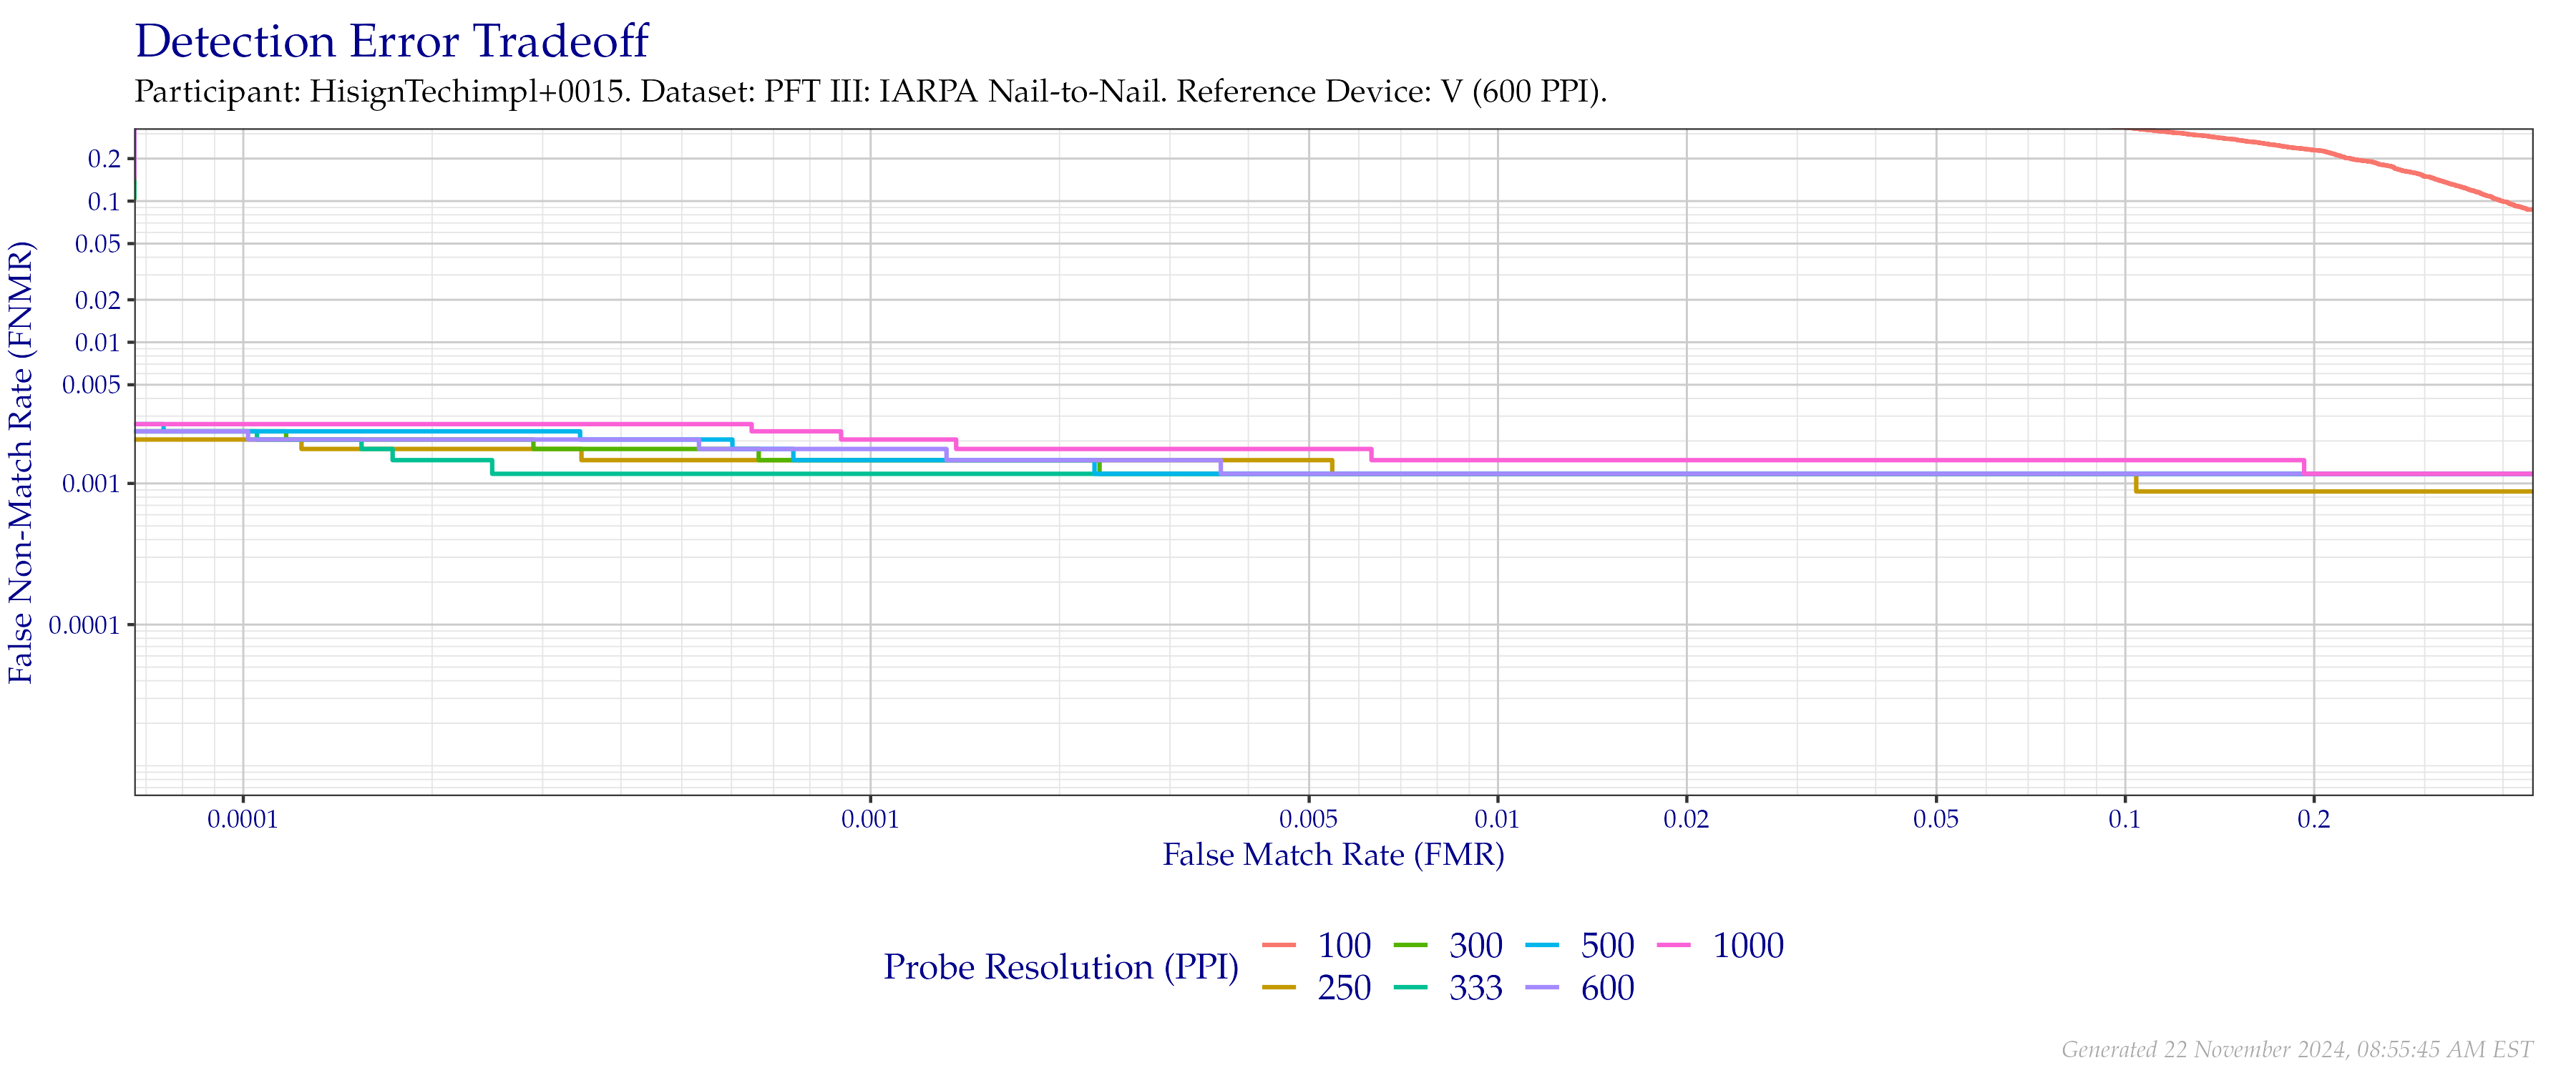 Detection Error Tradeoff
Participant: HisignTechimpl+0015. Dataset: PFT III: IARPA Nail-to-Nail. Reference Device: V (600 PPI).
False Non-Match Rate (FNMR)
0.2
0.1
0.05
0.02
0.01
0.005
0.001
0.0001
0.0001 0.001 0.005 0.01 0.02 0.05 0.1 0.2
False Match Rate (FMR)
Probe Resolution (PPI)
100 300 500 1000
250 333 600
Generated 22 November 2024, 08:55:45 AM EST